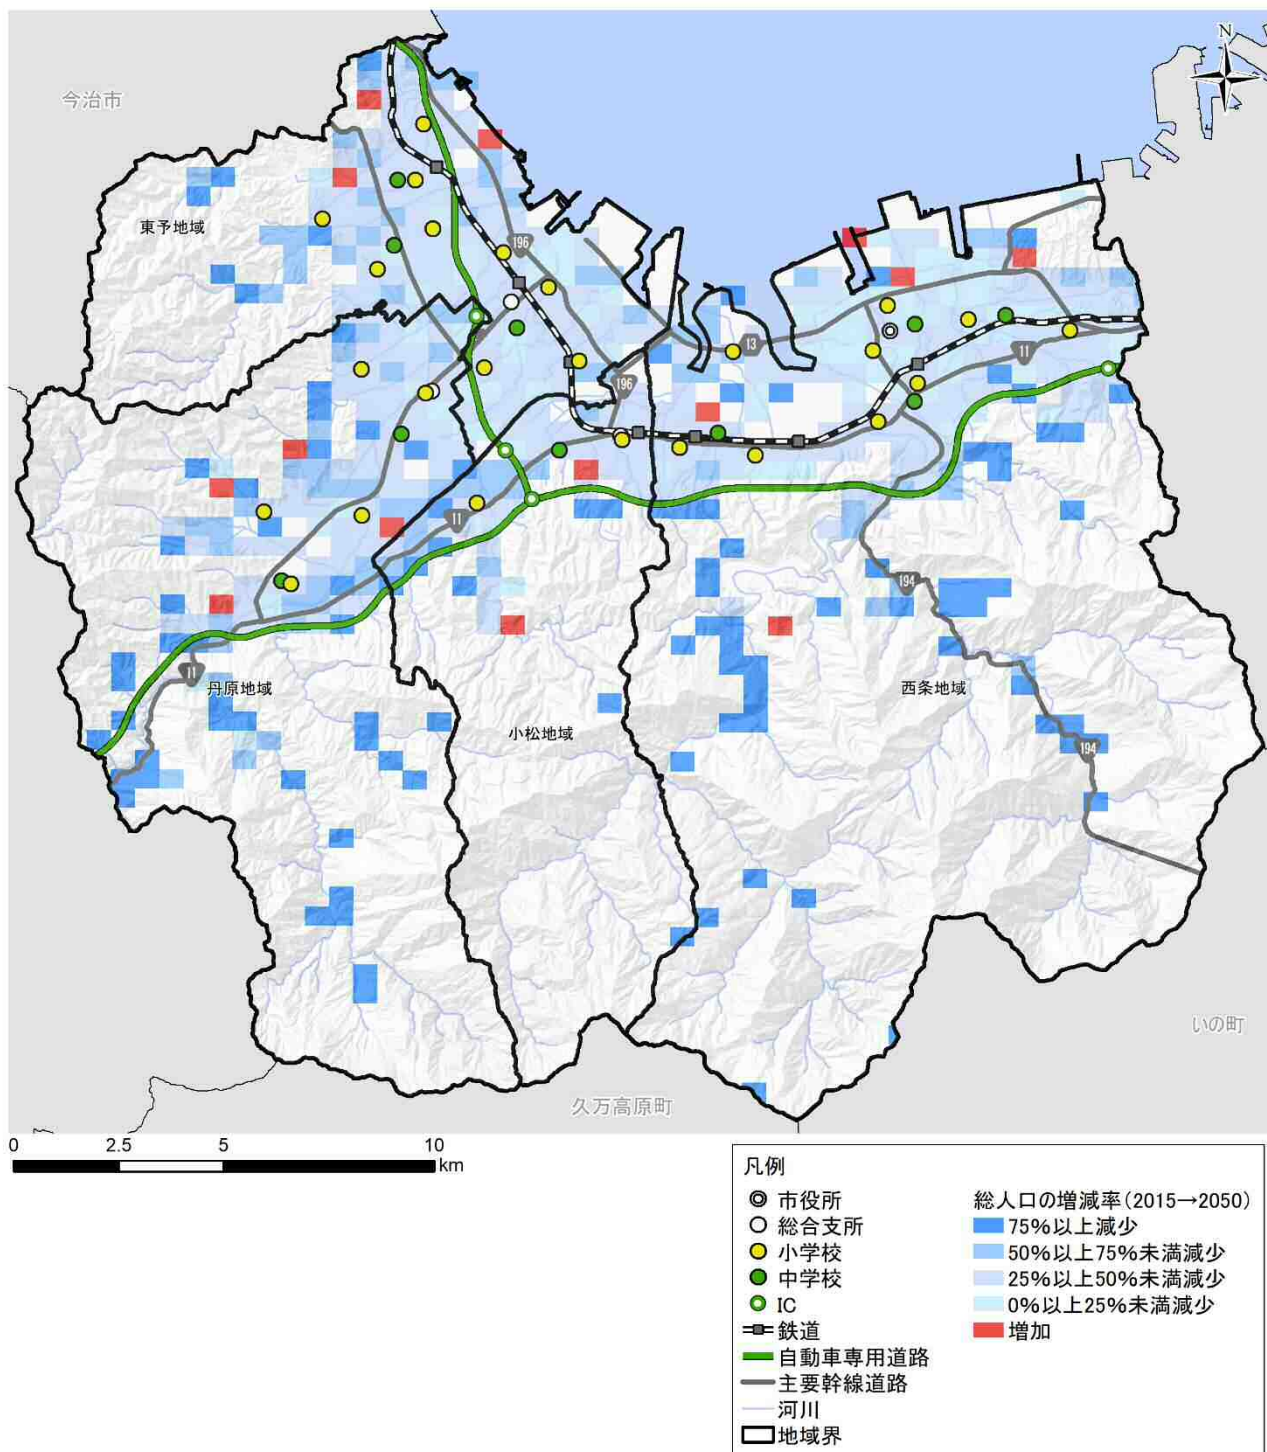 N
今治市
東予地域
196
13
11
196
11
194
11
丹原地域
西条地域
小松地域
194
いの町
久万高原町
0 2.5 5 10
km
凡例
市役所
総合支所
小学校
中学校
IC
鉄道
自動車専用道路
主要幹線道路
河川
地域界
総人口の増減率(2015→2050)
75%以上減少
50%以上75%未満減少
25%以上50%未満減少
0%以上25%未満減少
増加